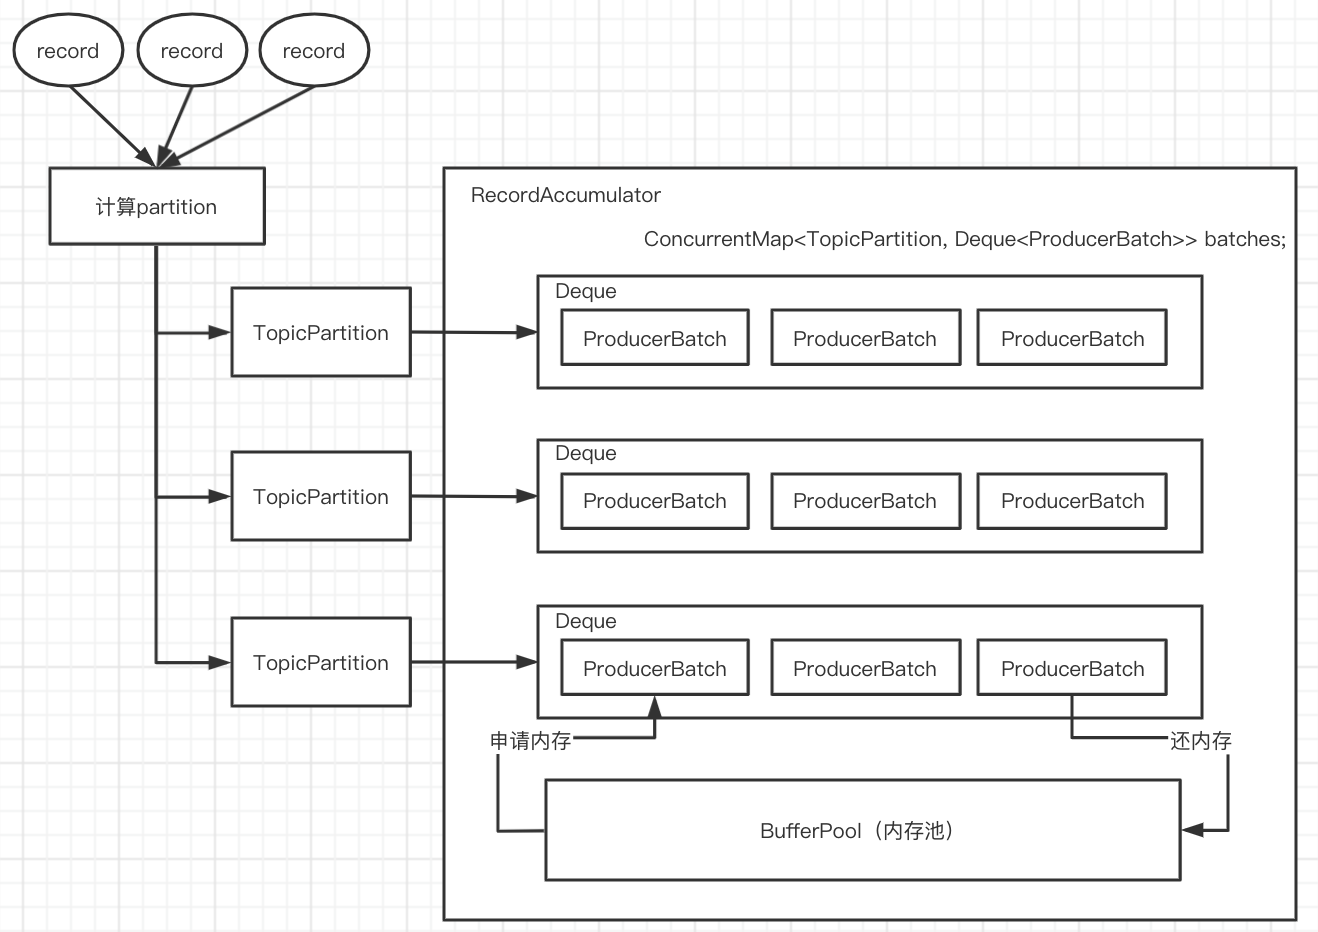 record
record
record
计算partition
RecordAccumulator
ConcurrentMap<TopicPartition, Deque<ProducerBatch>> batches;
TopicPartition
Deque
ProducerBatch
ProducerBatch
ProducerBatch
TopicPartition
Deque
ProducerBatch
ProducerBatch
ProducerBatch
TopicPartition
Deque
ProducerBatch
ProducerBatch
ProducerBatch
申请内存
还内存
BufferPool（内存池）